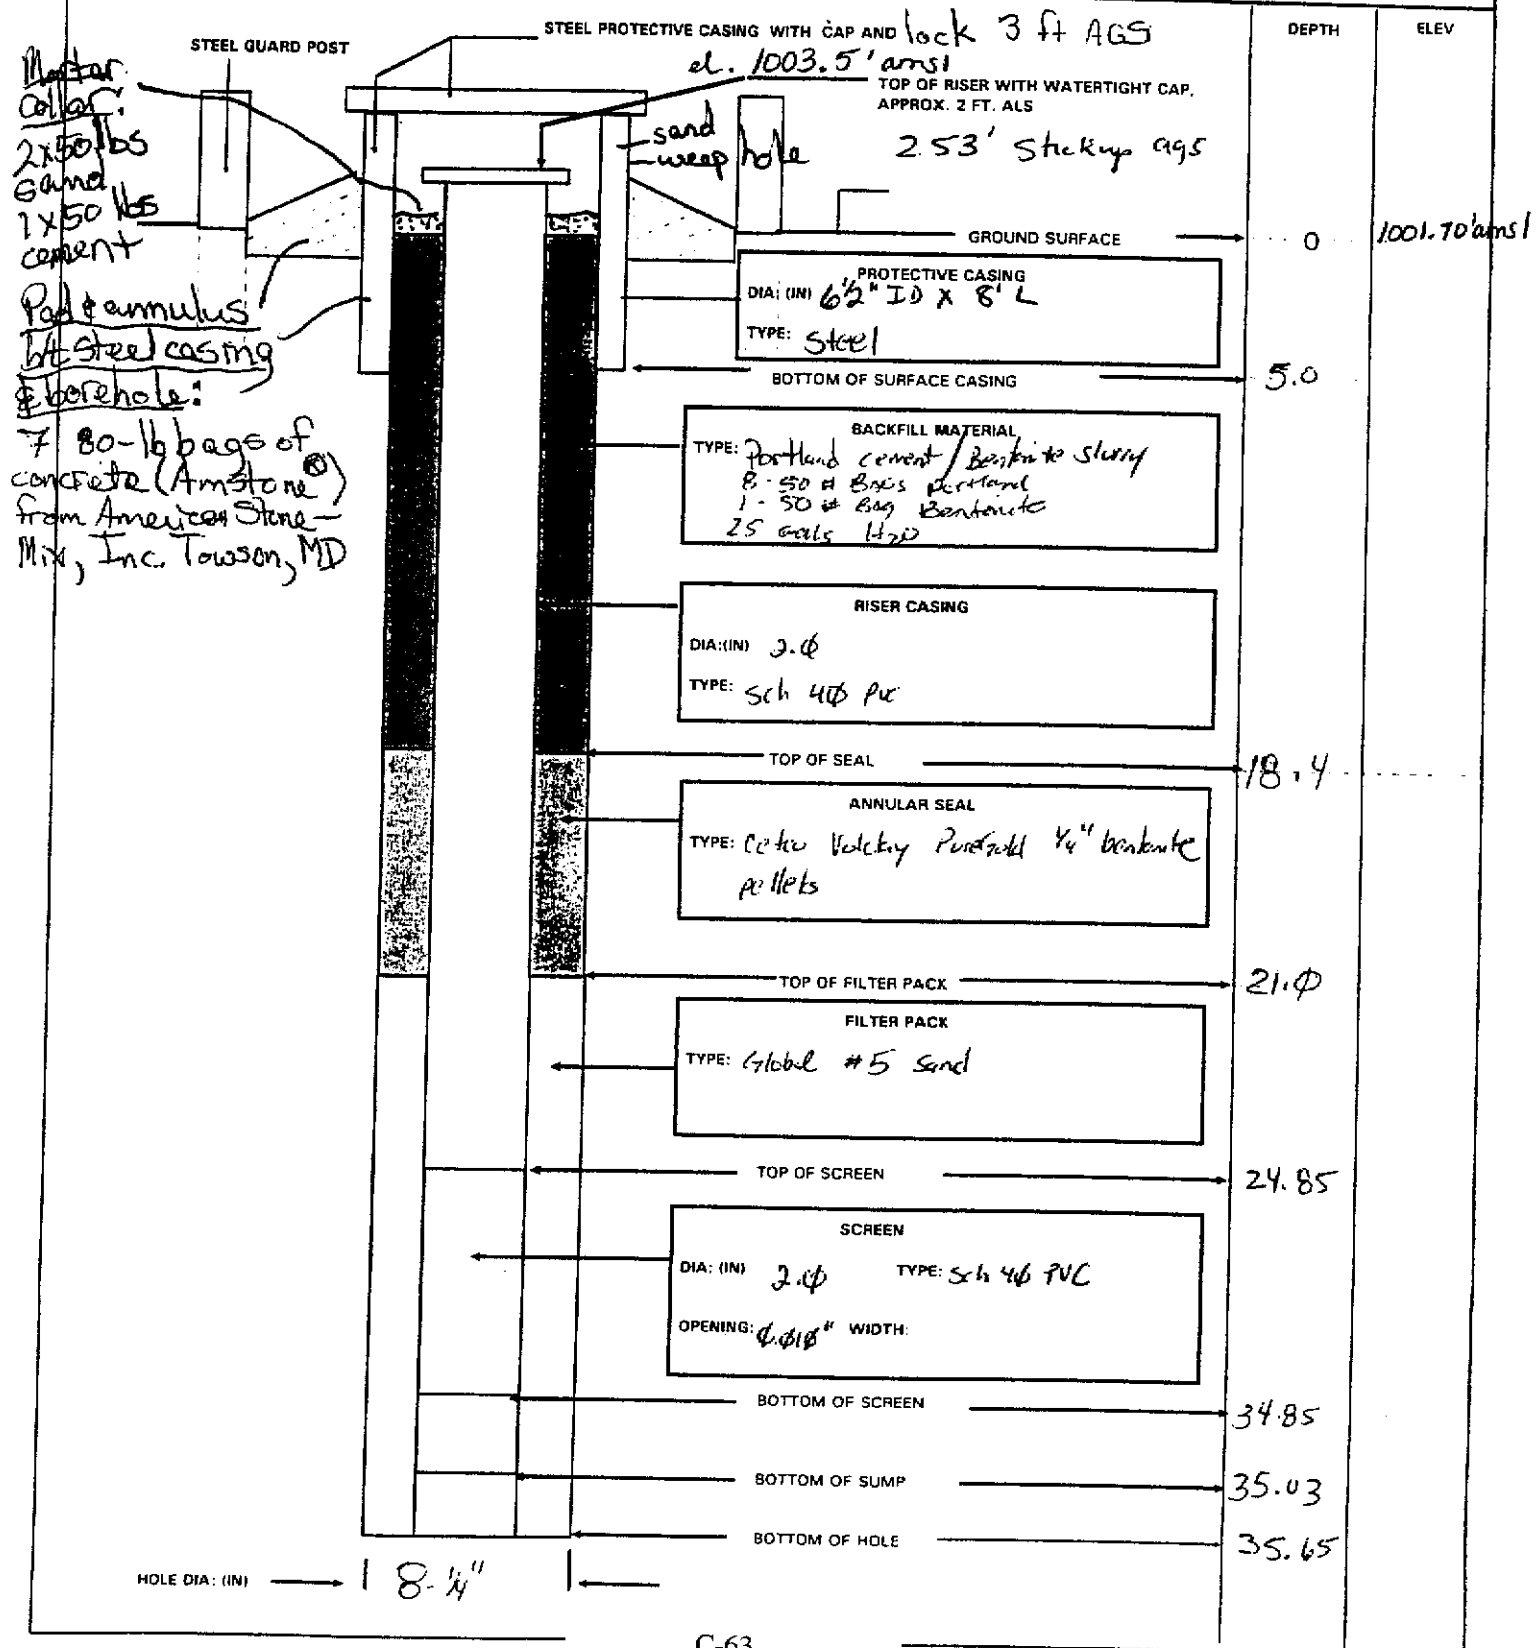 STEEL PROTECTIVE CASING WITH CAP AND lock 3 ft AGS
DEPTH
ELEV
STEEL GUARD POST
el. 1003.5' amsl
TOP OF RISER WITH WATERTIGHT CAP,
APPROX. 2 FT. ALS
2.53' Stickup ags
Mortar
Collar:
2x50 lbs
sand
1x50 lbs
cement
sand
weep hole
GROUND SURFACE
0
1001.70'amsl
PROTECTIVE CASING
DIA: (IN) 6½" ID x 8' L
TYPE: Steel
Pad & annulus
b/t Steel casing
& borehole:
7 80-lb bags of
concrete (Amstone®)
from American Stone-
Mix, Inc. Towson, MD
BOTTOM OF SURFACE CASING
5.0
BACKFILL MATERIAL
TYPE: Portland cement/Bentonite slurry
8-50 # Bags portland
1-50 # Bag Bentonite
25 gals H2O
RISER CASING
DIA:(IN) 2.0
TYPE: Sch 40 PVC
TOP OF SEAL
18.4
ANNULAR SEAL
TYPE: 1/4" bentonite
pellets
TOP OF FILTER PACK
21.0
FILTER PACK
TYPE: Global #5 Sand
TOP OF SCREEN
24.85
SCREEN
DIA: (IN) 2.0 TYPE: Sch 40 PVC
OPENING: 0.010" WIDTH:
BOTTOM OF SCREEN
34.85
BOTTOM OF SUMP
35.03
BOTTOM OF HOLE
35.65
HOLE DIA: (IN)
8-¼"
C-63